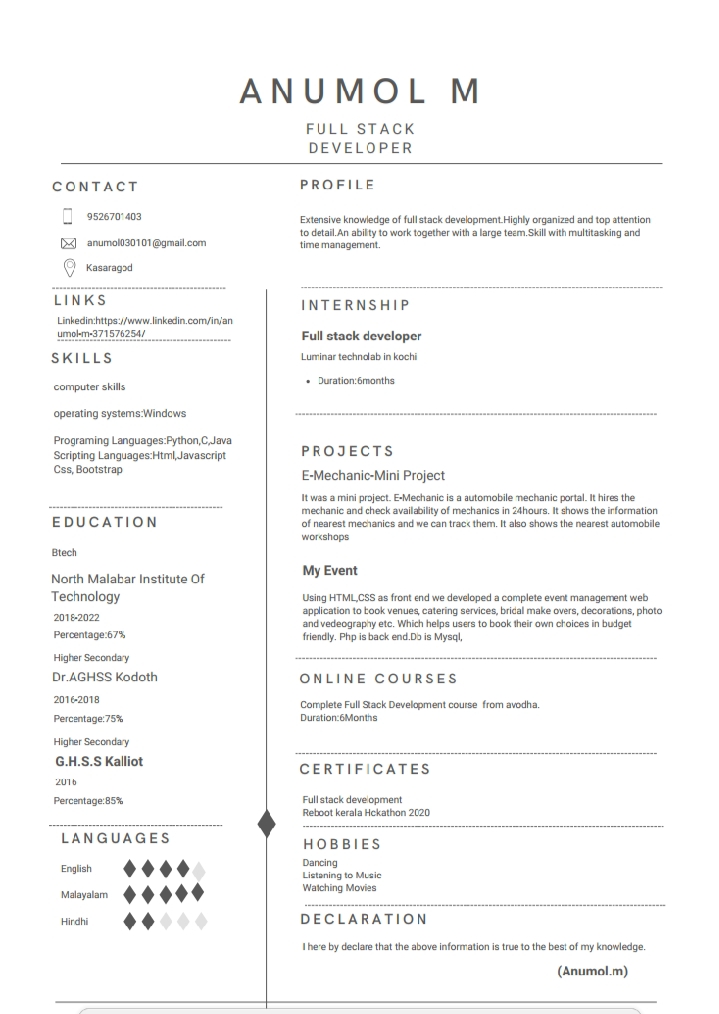 ANUMOL M
FULL STACK
DEVELOPER
CONTACT
9526701403
anumol030101@gmail.com
Kasaragod
LINKS
Linkedin:https://www.linkedin.com/in/an
umol-m-371576254/
SKILLS
computer skills
operating systems:Windows
Programing Languages:Python,C,Java
Scripting Languages:Html,Javascript
Css, Bootstrap
EDUCATION
Btech
North Malabar Institute Of
Technology
2018-2022
Percentage:67%
Higher Secondary
Dr.AGHSS Kodoth
2016-2018
Percentage:75%
Higher Secondary
G.H.S.S Kalliot
2016
Percentage:85%
LANGUAGES
English
Malayalam
Hindhi
PROFILE
Extensive knowledge of full stack development.Highly organized and top attention
to detail.An ability to work together with a large team.Skill with multitasking and
time management.
INTERNSHIP
Full stack developer
Luminar technolab in kochi
• Duration:6months
PROJECTS
E-Mechanic-Mini Project
It was a mini project. E-Mechanic is a automobile mechanic portal. It hires the
mechanic and check availability of mechanics in 24hours. It shows the information
of nearest mechanics and we can track them. It also shows the nearest automobile
workshops
My Event
Using HTML,CSS as front end we developed a complete event management web
application to book venues, catering services, bridal make overs, decorations, photo
and vedeography etc. Which helps users to book their own choices in budget
friendly. Php is back end.Db is Mysql,
ONLINE COURSES
Complete Full Stack Development course from avodha.
Duration:6Months
CERTIFICATES
Full stack development
Reboot kerala Hckathon 2020
HOBBIES
Dancing
Listening to Music
Watching Movies
DECLARATION
I here by declare that the above information is true to the best of my knowledge.
(Anumol.m)